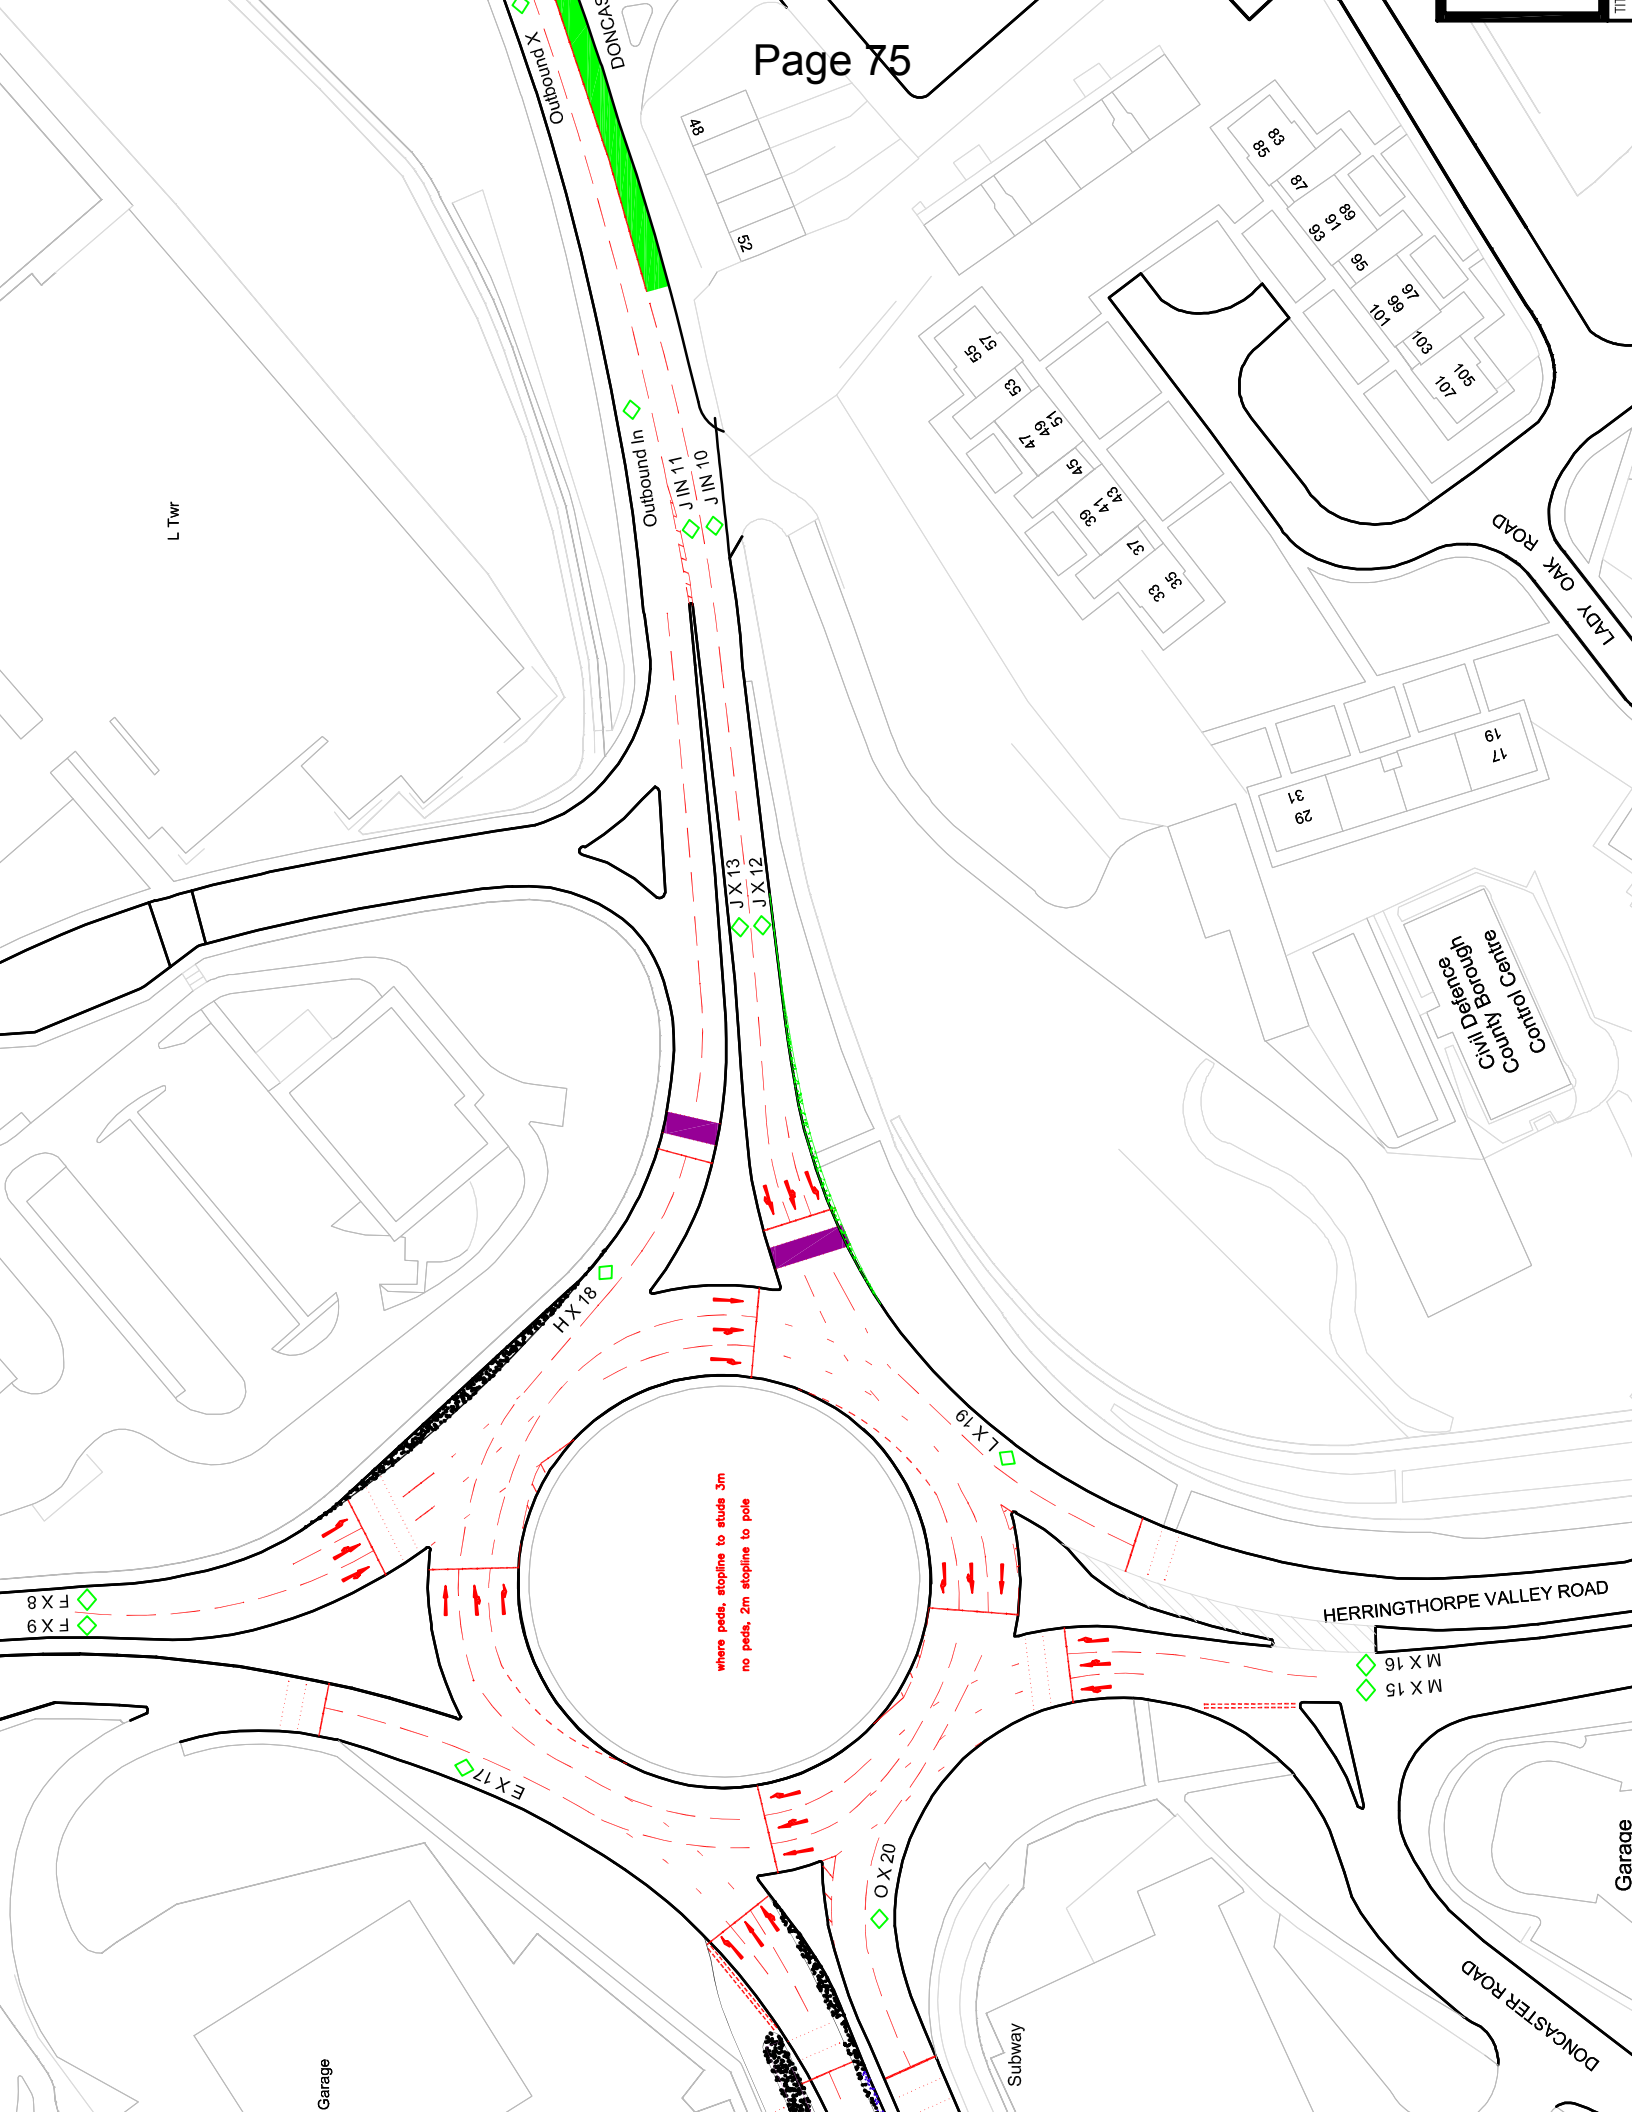 TIT
DONCAS
Outbound X
Page 75
48
52
83
85
87
89
91
93
95
97
99
101
103
105
107
57
55
53
51
49
47
45
43
41
39
37
35
33
LADY OAK ROAD
L Twr
Outbound In
J IN 11
J IN 10
19
17
31
29
J X 13
J X 12
Civil Defence
County Borough
Control Centre
H X 18
L X 19
where peds, stopline to studs 3m
no peds, 2m stopline to pole
F X 8
F X 9
HERRINGTHORPE VALLEY ROAD
M X 16
M X 15
E X 17
O X 20
Garage
DONCASTER ROAD
Subway
Garage